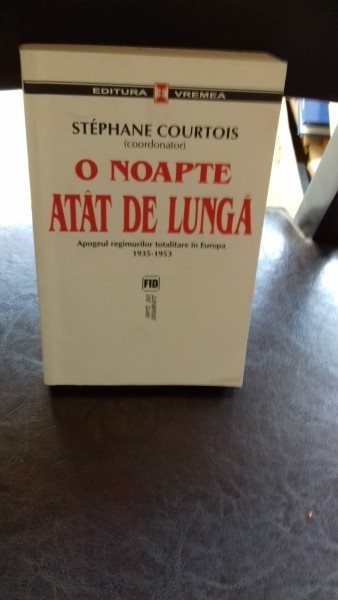 EDITURA VREMEA
STÉPHANE COURTOIS
(coordonator)
O NOAPTE
ATÂT DE LUNGĂ
Apogeul regimurilor totalitare în Europa
1935-1953
FID